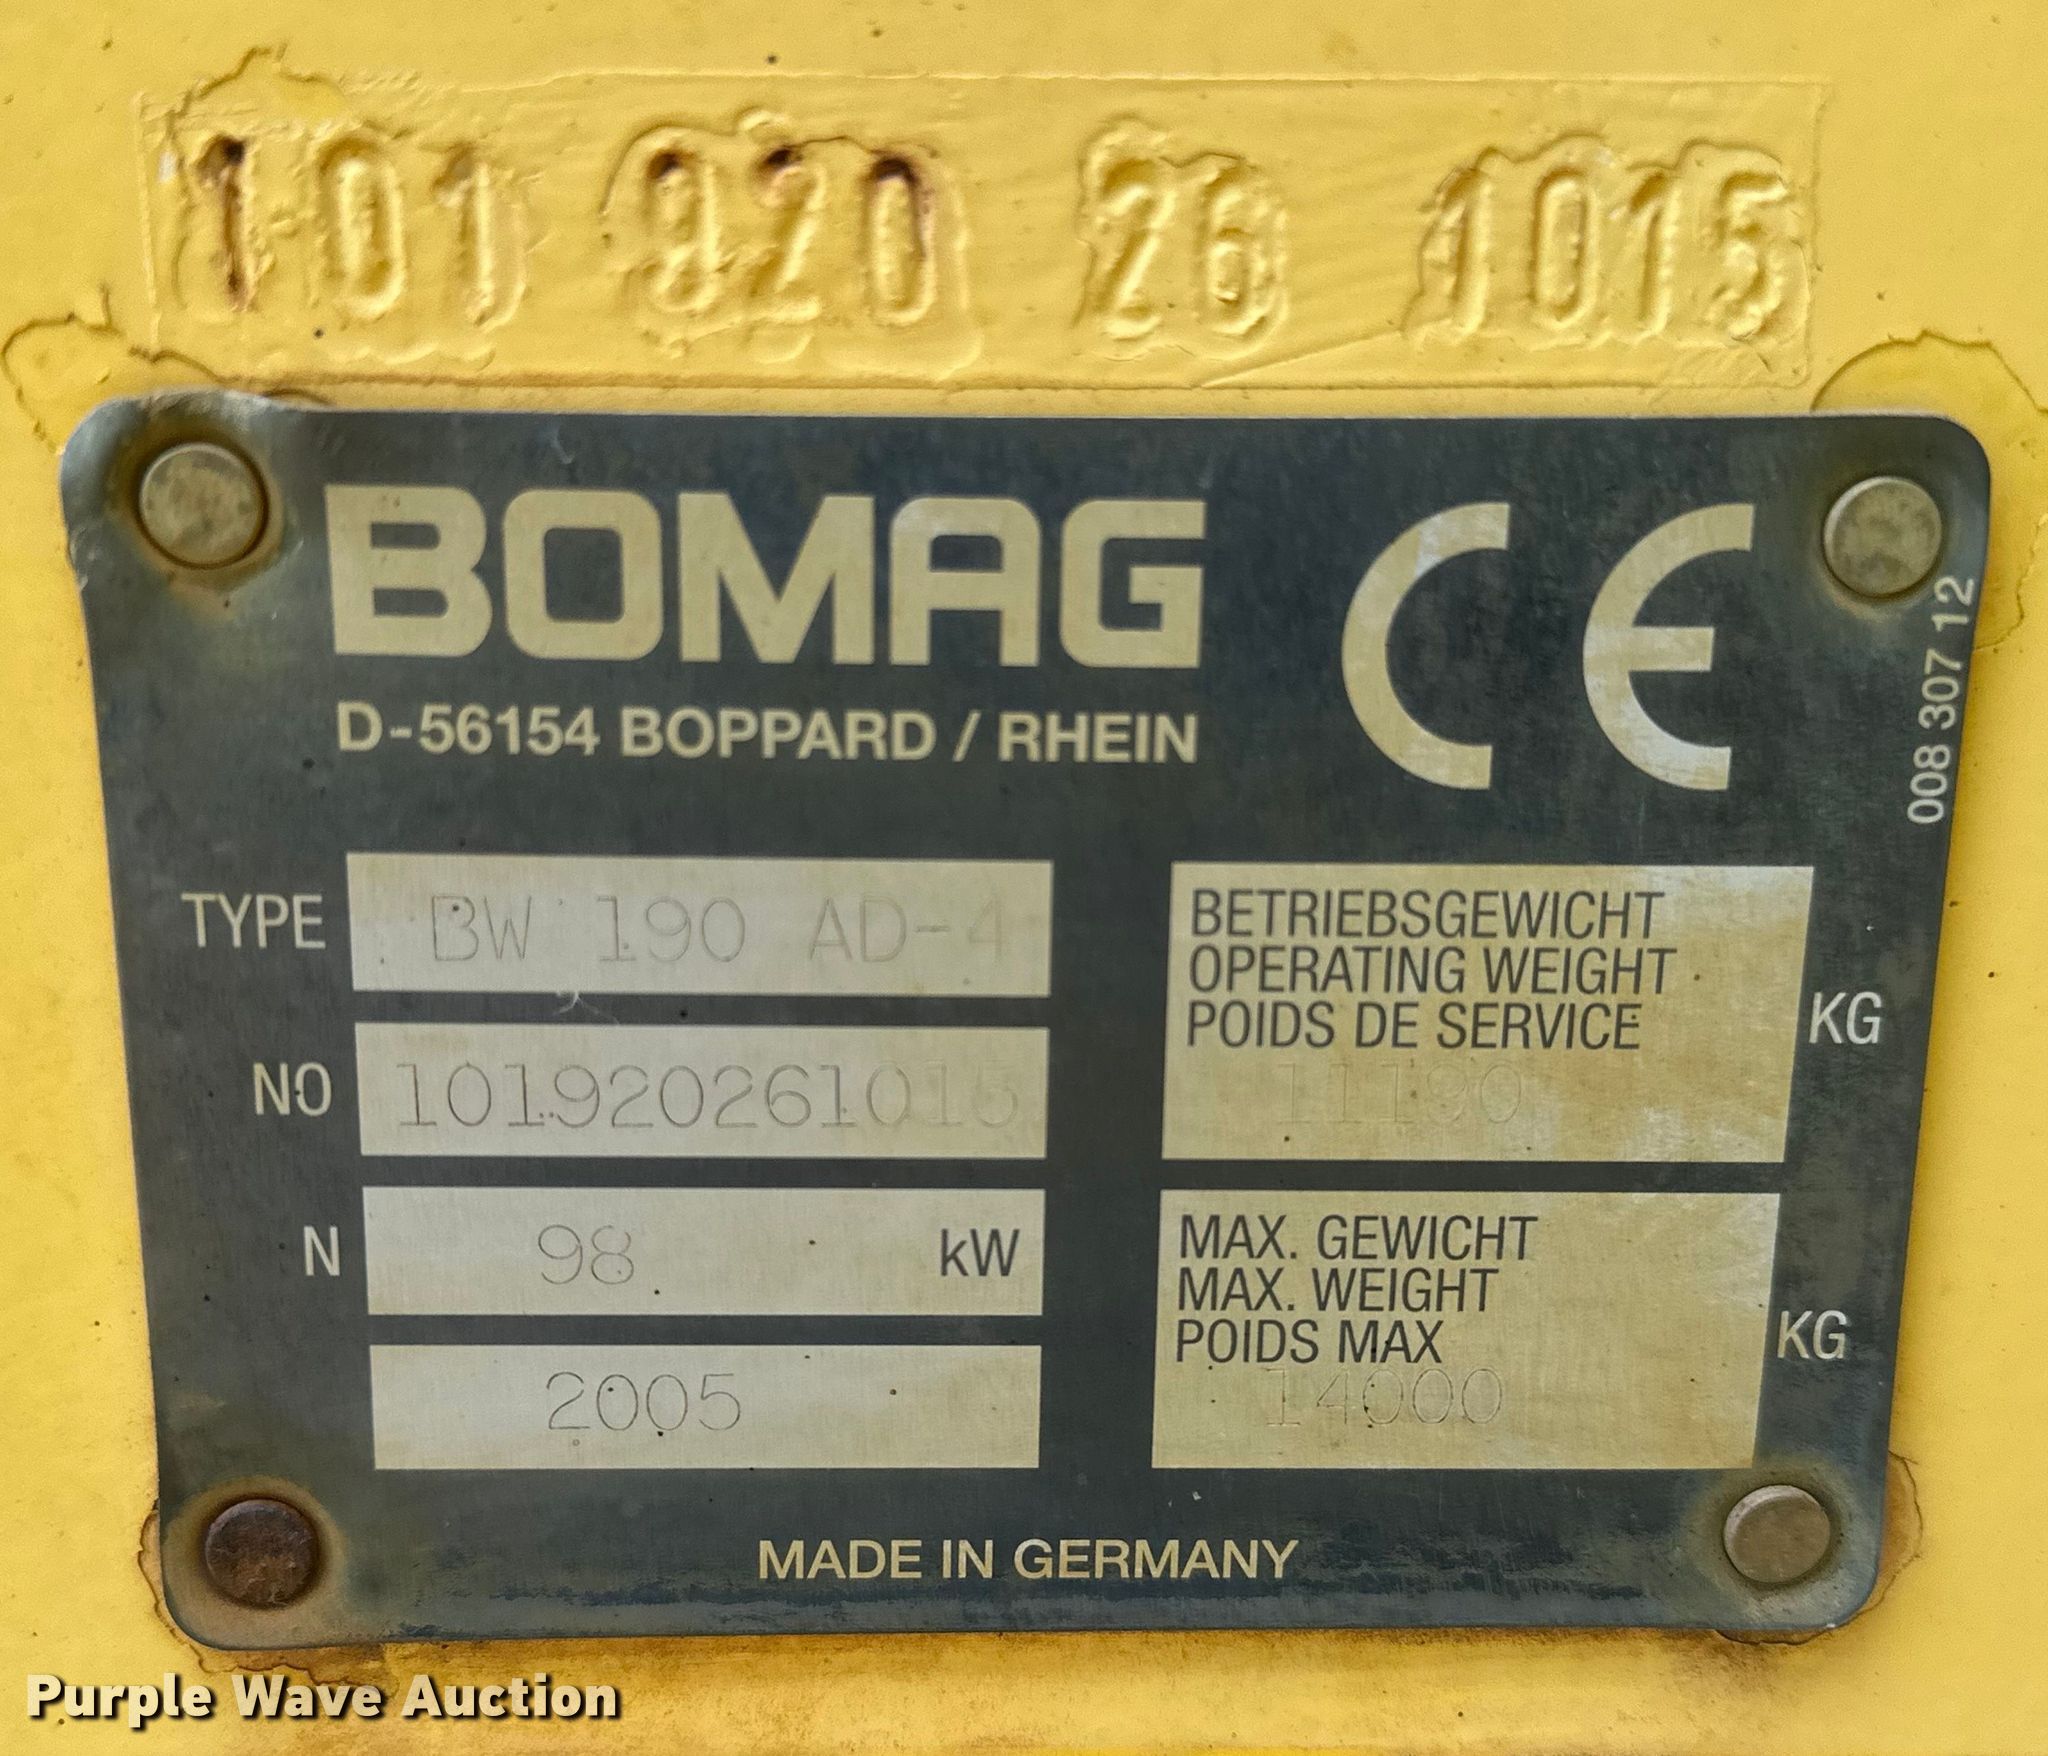 101 920 26 1015
BOMAG
CE
D-56154 BOPPARD / RHEIN
008 307 12
TYPE BW 190 AD-4
NO 101920261015
N 98 kW
2005
BETRIEBSGEWICHT
OPERATING WEIGHT
POIDS DE SERVICE
11190 KG
MAX. GEWICHT
MAX. WEIGHT
POIDS MAX
14000 KG
MADE IN GERMANY
Purple Wave Auction